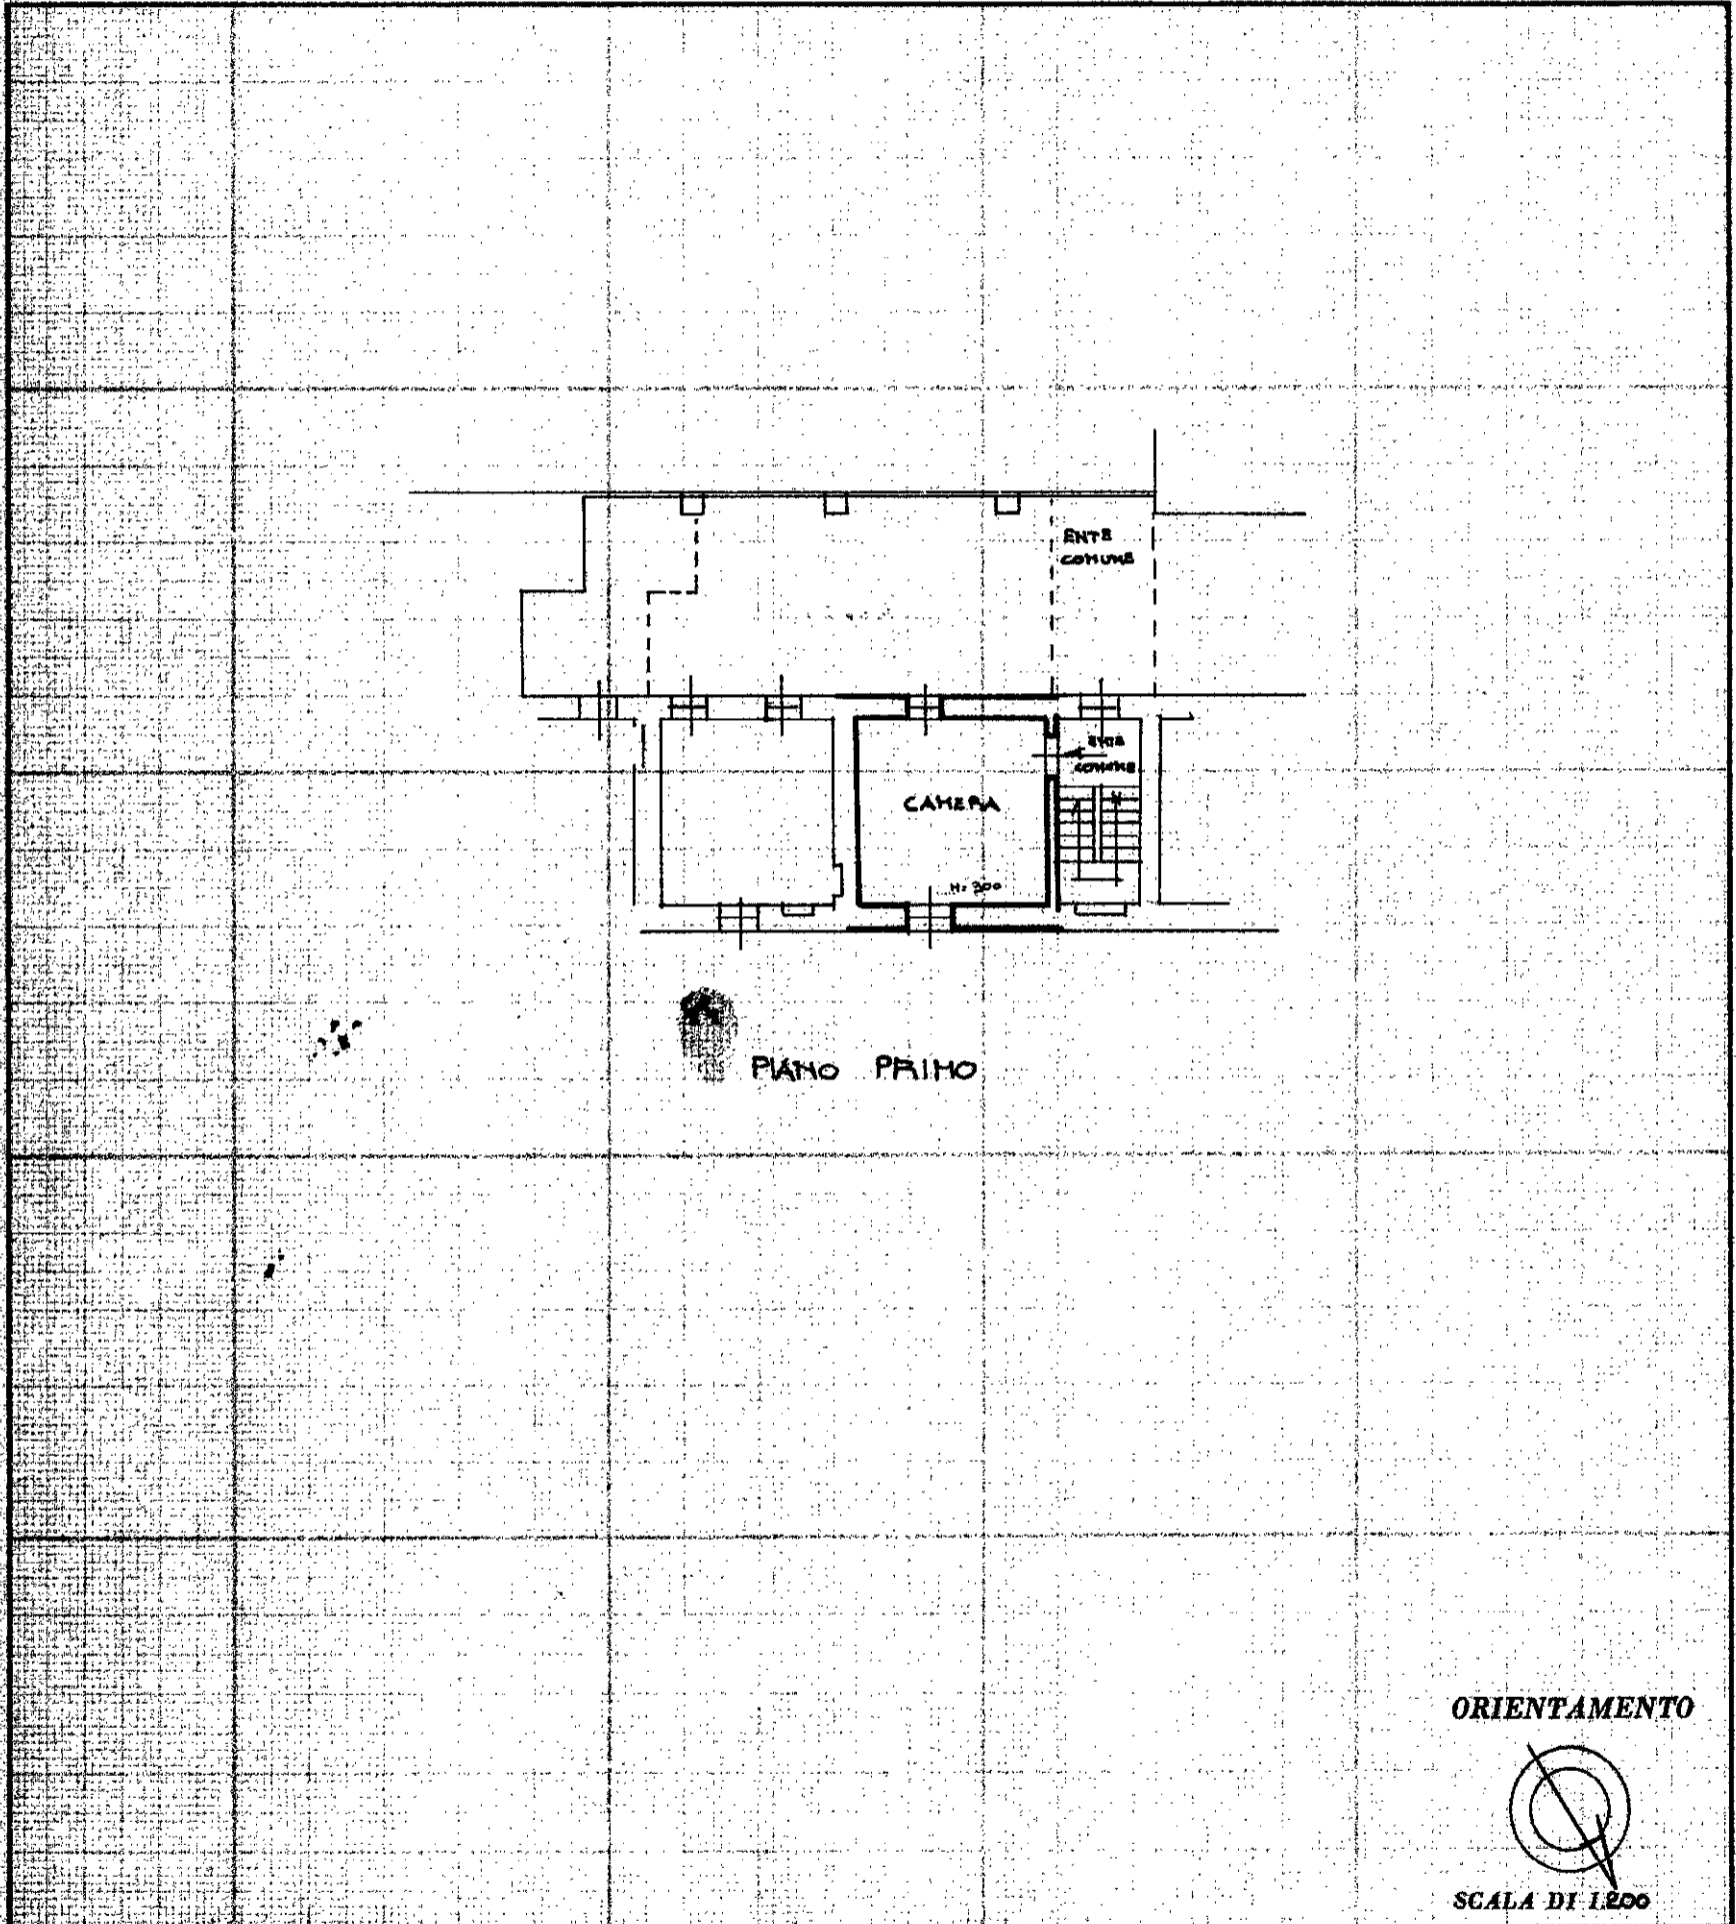 ENTE
COMUNE
ENTE
COMUNE
CAMERA
H= 300
PIANO PRIMO
ORIENTAMENTO
SCALA DI 1:200